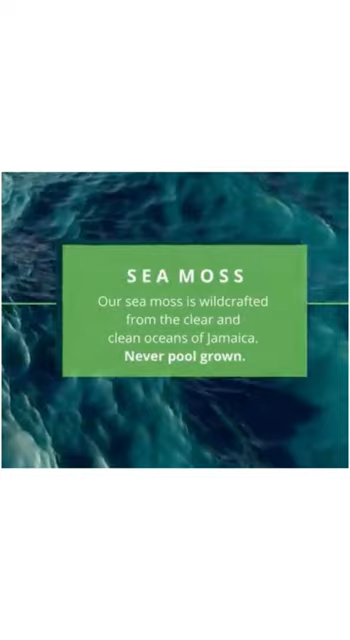 SEA MOSS
Our sea moss is wildcrafted
from the clear and
clean oceans of Jamaica.
Never pool grown.